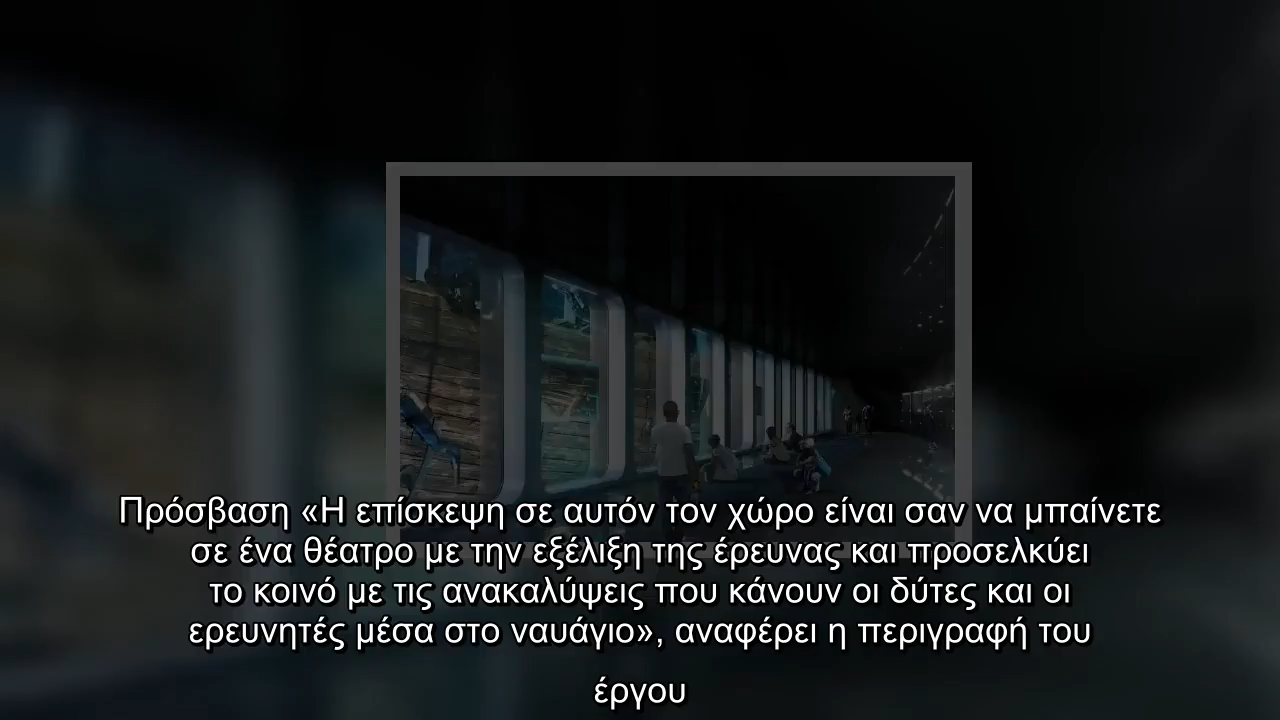 Πρόσβαση «Η επίσκεψη σε αυτόν τον χώρο είναι σαν να μπαίνετε
σε ένα θέατρο με την εξέλιξη της έρευνας και προσελκύει
το κοινό με τις ανακαλύψεις που κάνουν οι δύτες και οι
ερευνητές μέσα στο ναυάγιο», αναφέρει η περιγραφή του
έργου